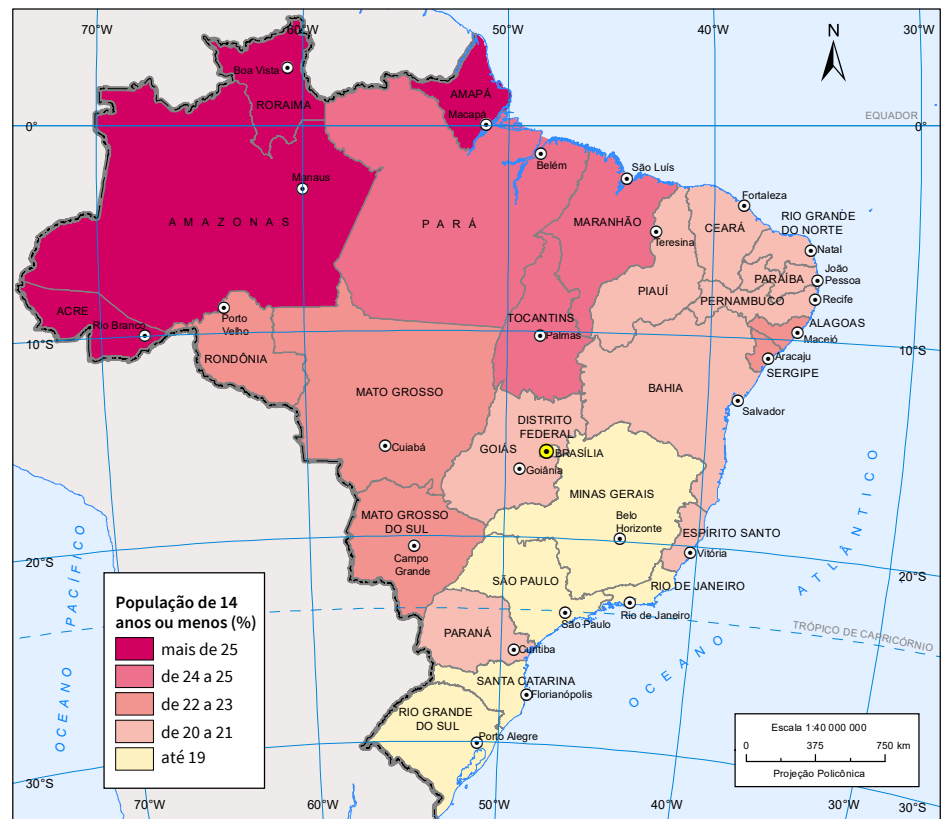 70°W
60°W
50°W
40°W
30°W
N
Boa Vista
RORAIMA
AMAPÁ
Macapá
EQUADOR
0°
0°
Belém
São Luís
Manaus
Fortaleza
AMAZONAS
PARÁ
MARANHÃO
Teresina
CEARÁ
RIO GRANDE
DO NORTE
Natal
João
Pessoa
PARAÍBA
PIAUÍ
PERNAMBUCO
Recife
ACRE
Rio Branco
Porto
Velho
TOCANTINS
Palmas
ALAGOAS
Maceió
10°S
10°S
RONDÔNIA
Aracaju
SERGIPE
MATO GROSSO
BAHIA
Salvador
DISTRITO
FEDERAL
GOIÁS
BRASÍLIA
Cuiabá
Goiânia
MINAS GERAIS
MATO GROSSO
DO SUL
Belo
Horizonte
ESPÍRITO SANTO
Vitória
Campo
Grande
20°S
20°S
SÃO PAULO
RIO DE JANEIRO
Rio de Janeiro
São Paulo
TRÓPICO DE CAPRICÓRNIO
PARANÁ
Curitiba
SANTA CATARINA
Florianópolis
RIO GRANDE
DO SUL
Porto Alegre
OCEANO PACÍFICO
OCEANO ATLÂNTICO
População de 14
anos ou menos (%)
mais de 25
de 24 a 25
de 22 a 23
de 20 a 21
até 19
Escala 1:40 000 000
0 375 750 km
Projeção Policônica
30°S
30°S
70°W
60°W
50°W
40°W
30°W